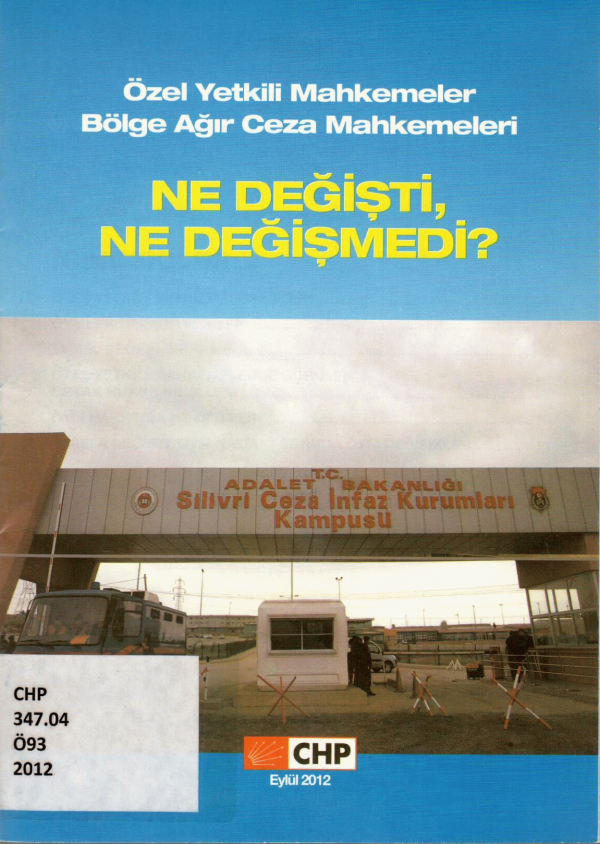 Özel Yetkili Mahkemeler
Bölge Ağır Ceza Mahkemeleri
NE DEĞİŞTİ,
NE DEĞİŞMEDİ?
T.C.
ADALET BAKANLIĞI
Silivri Ceza İnfaz Kurumları
Kampusü
CHP
347.04
Ö93
2012
CHP
Eylül 2012